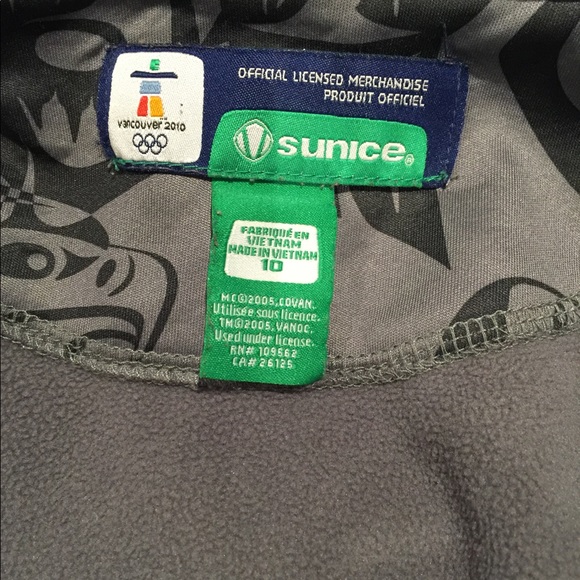 OFFICIAL LICENSED MERCHANDISE
PRODUIT OFFICIEL
vancouver 2010
sunice®
FABRIQUÉ EN
VIETNAM
MADE IN VIETNAM
10
M.C©2005, COVAN.
Utilisée sous licence.
TM©2005, VANOC.
Used under license.
RN# 109662
CA# 26125